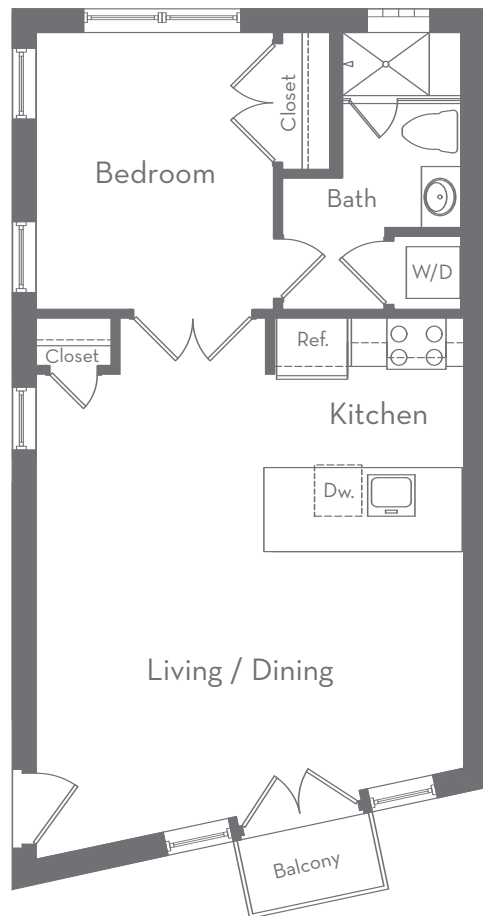 Closet
Bedroom
Bath
W/D
Ref.
Closet
Kitchen
Dw.
Living / Dining
Balcony